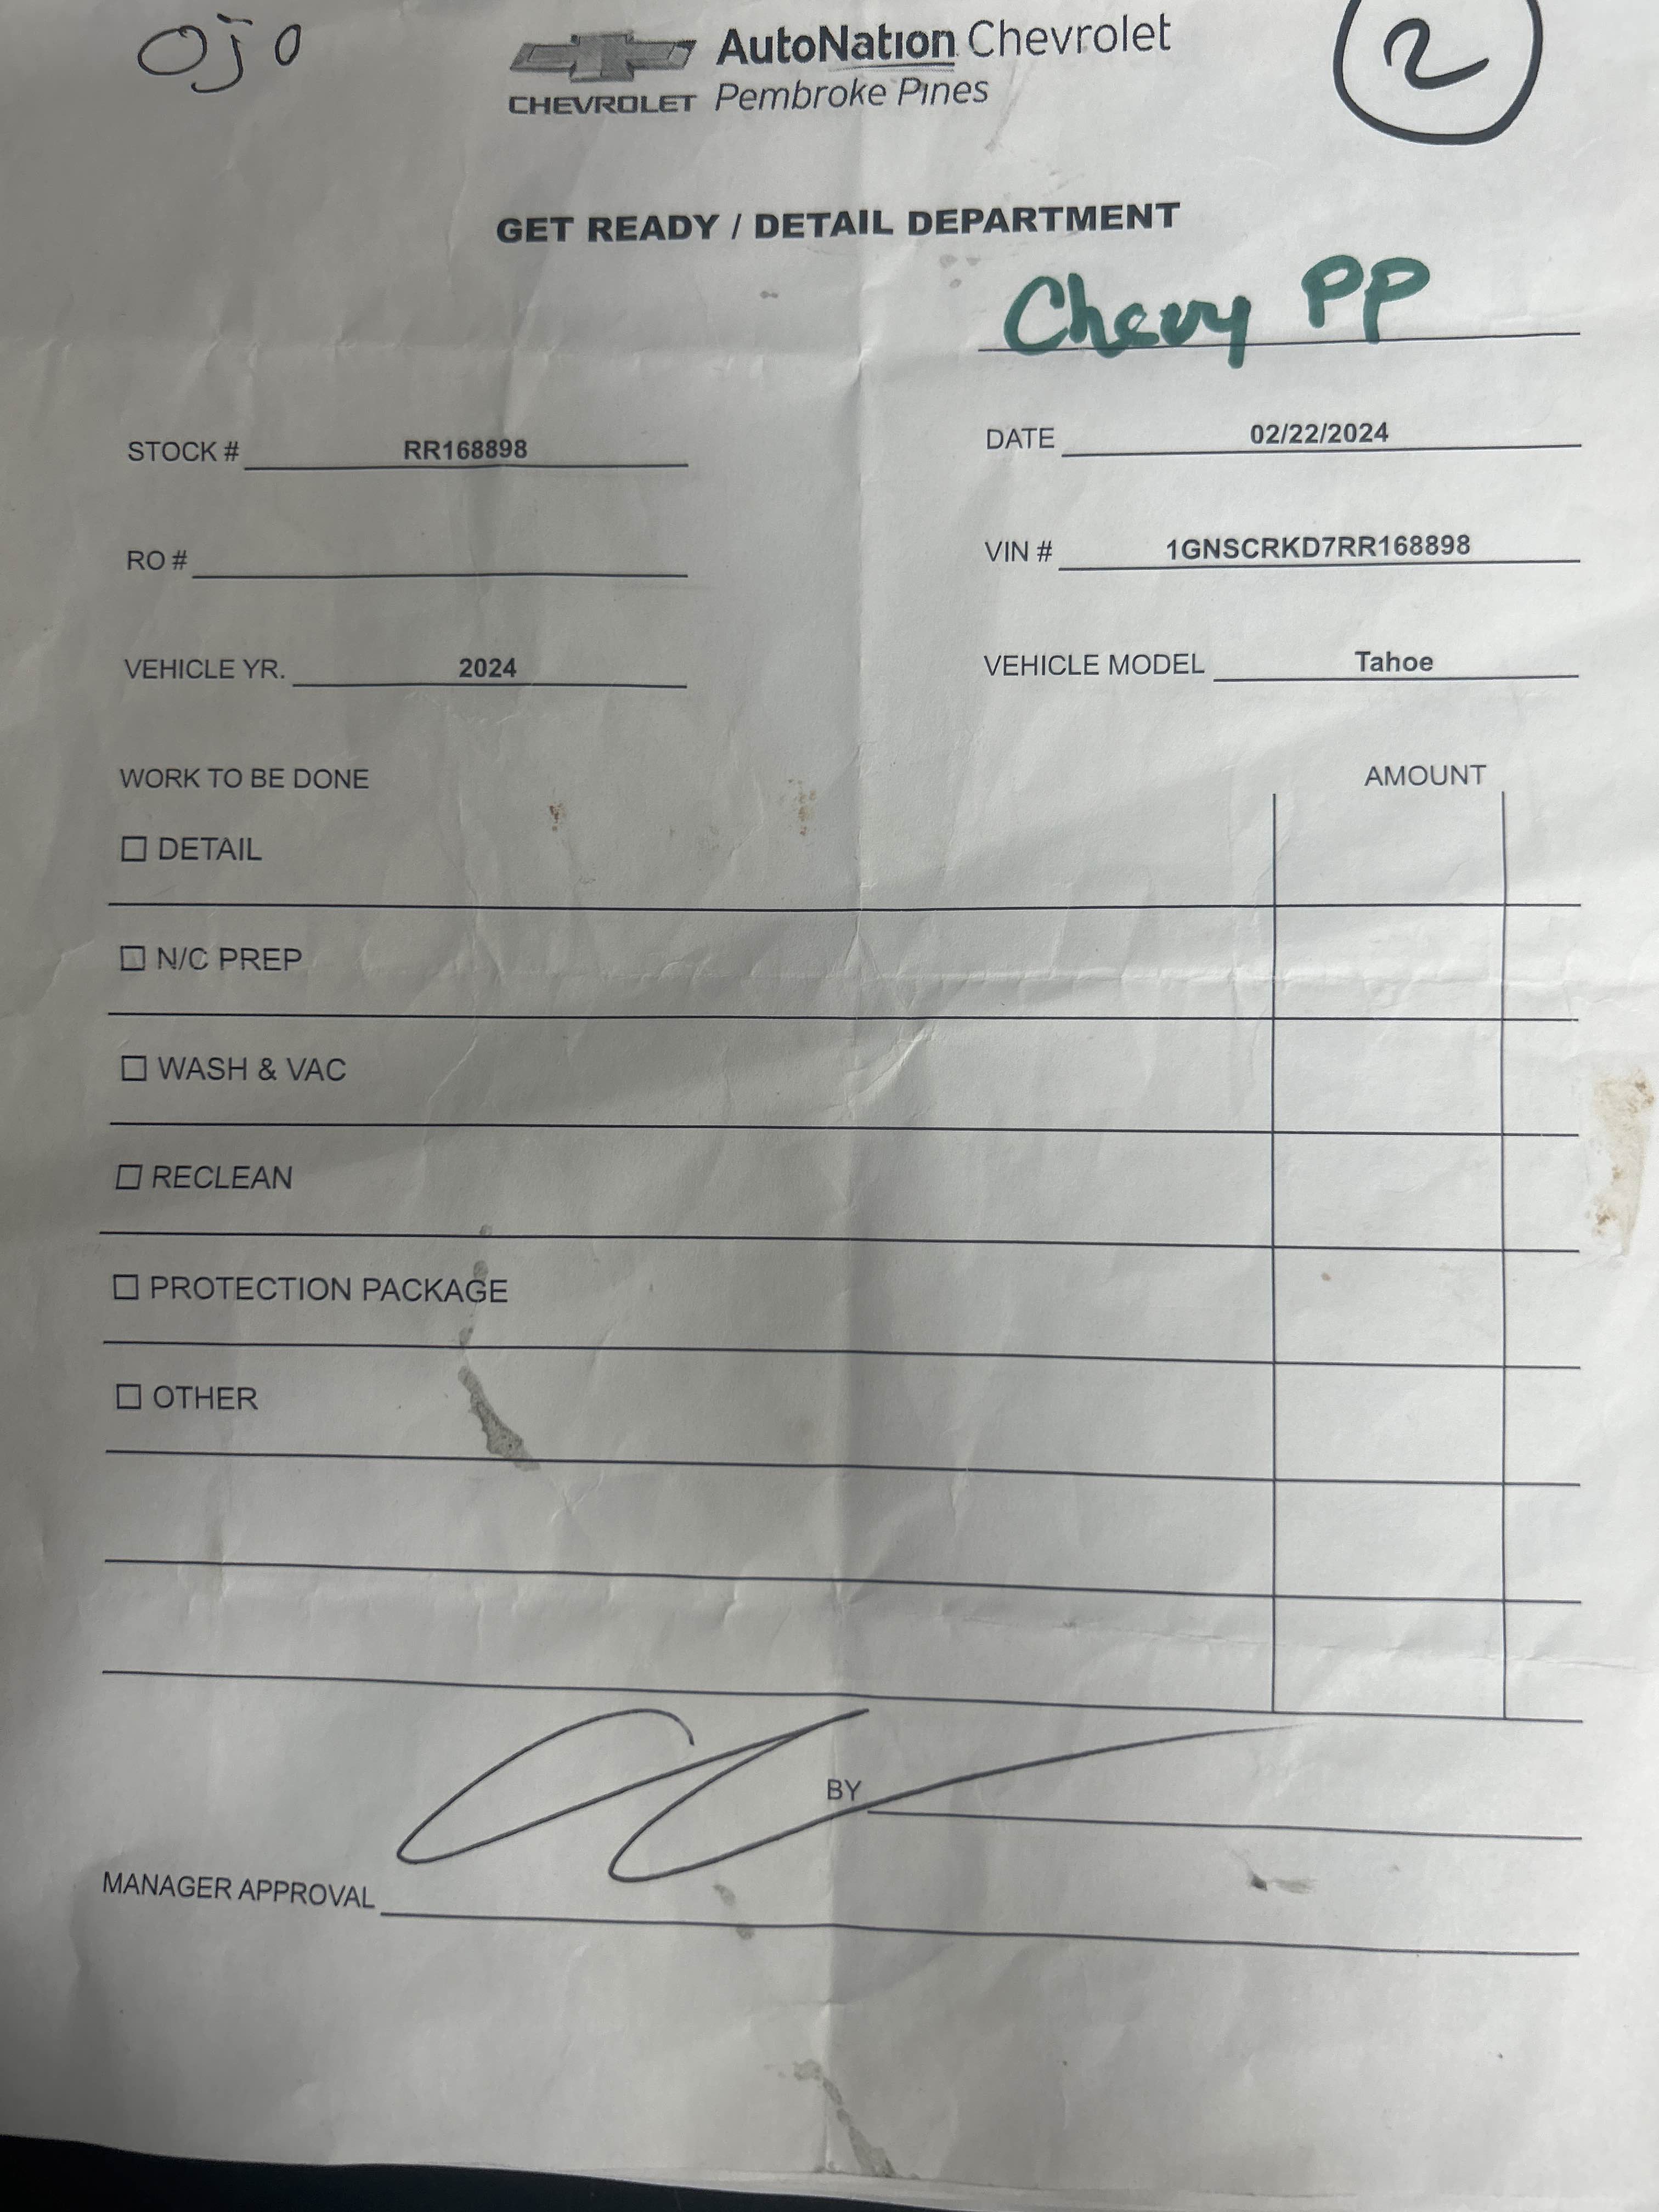 Ojo
AutoNation Chevrolet
CHEVROLET Pembroke Pines
2
GET READY / DETAIL DEPARTMENT
Chevy PP
STOCK # RR168898
DATE 02/22/2024
RO #
VIN # 1GNSCRKD7RR168898
VEHICLE YR. 2024
VEHICLE MODEL Tahoe
WORK TO BE DONE
AMOUNT
DETAIL
N/C PREP
WASH & VAC
RECLEAN
PROTECTION PACKAGE
OTHER
BY
MANAGER APPROVAL